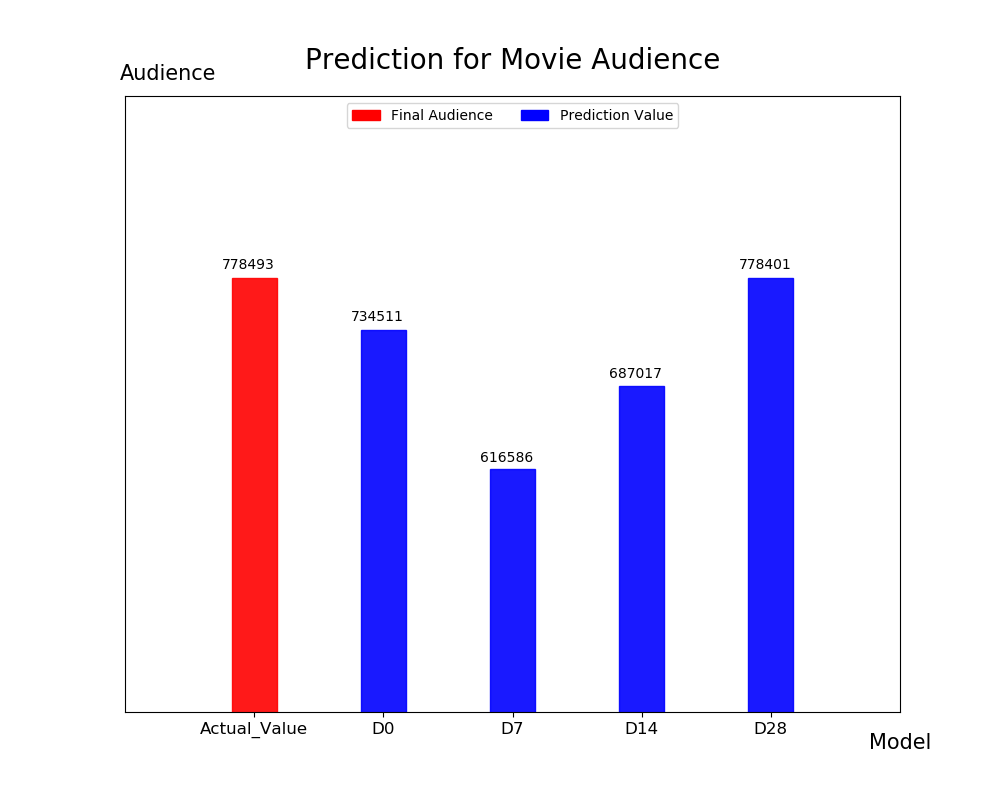 Prediction for Movie Audience
Audience
Final Audience
Prediction Value
778493
734511
616586
687017
778401
Actual_Value
D0
D7
D14
D28
Model